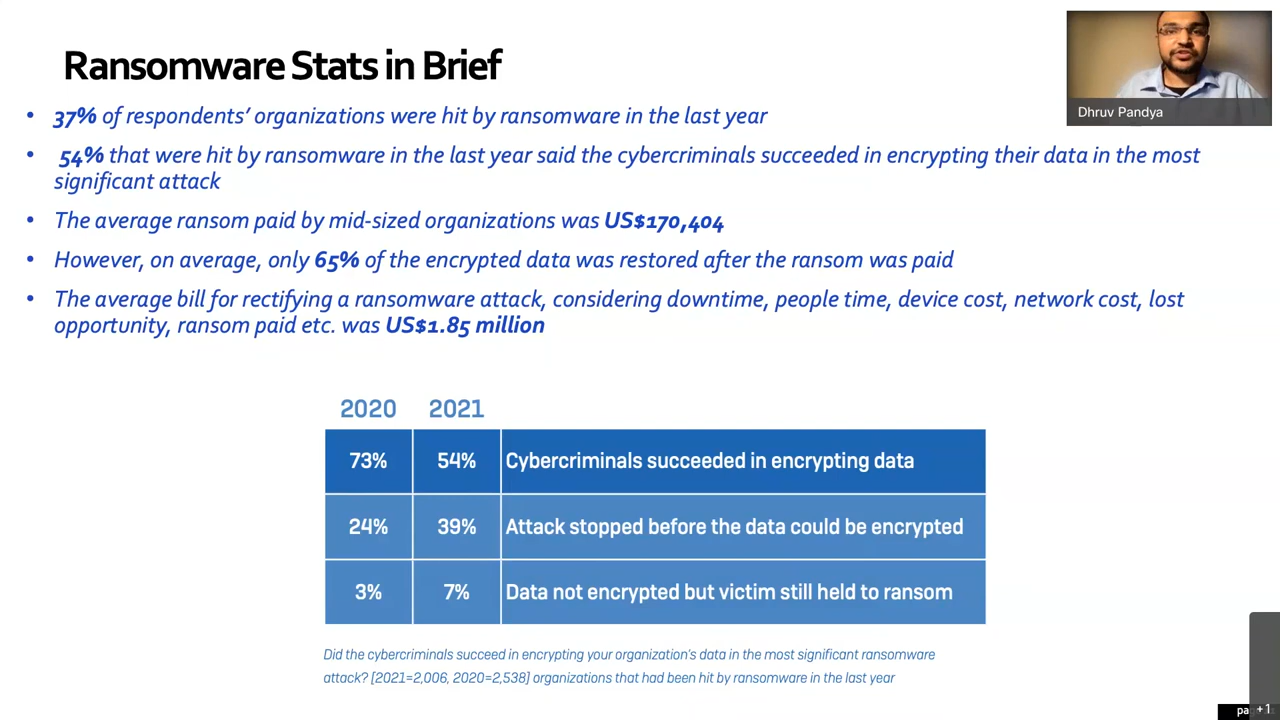 Ransomware Stats in Brief
Dhruv Pandya
• 37% of respondents’ organizations were hit by ransomware in the last year
• 54% that were hit by ransomware in the last year said the cybercriminals succeeded in encrypting their data in the most
significant attack
• The average ransom paid by mid-sized organizations was US$170,404
• However, on average, only 65% of the encrypted data was restored after the ransom was paid
• The average bill for rectifying a ransomware attack, considering downtime, people time, device cost, network cost, lost
opportunity, ransom paid etc. was US$1.85 million
2020 2021
73% 54% Cybercriminals succeeded in encrypting data
24% 39% Attack stopped before the data could be encrypted
3% 7% Data not encrypted but victim still held to ransom
Did the cybercriminals succeed in encrypting your organization's data in the most significant ransomware
attack? [2021=2,006, 2020=2,538] organizations that had been hit by ransomware in the last year
+1